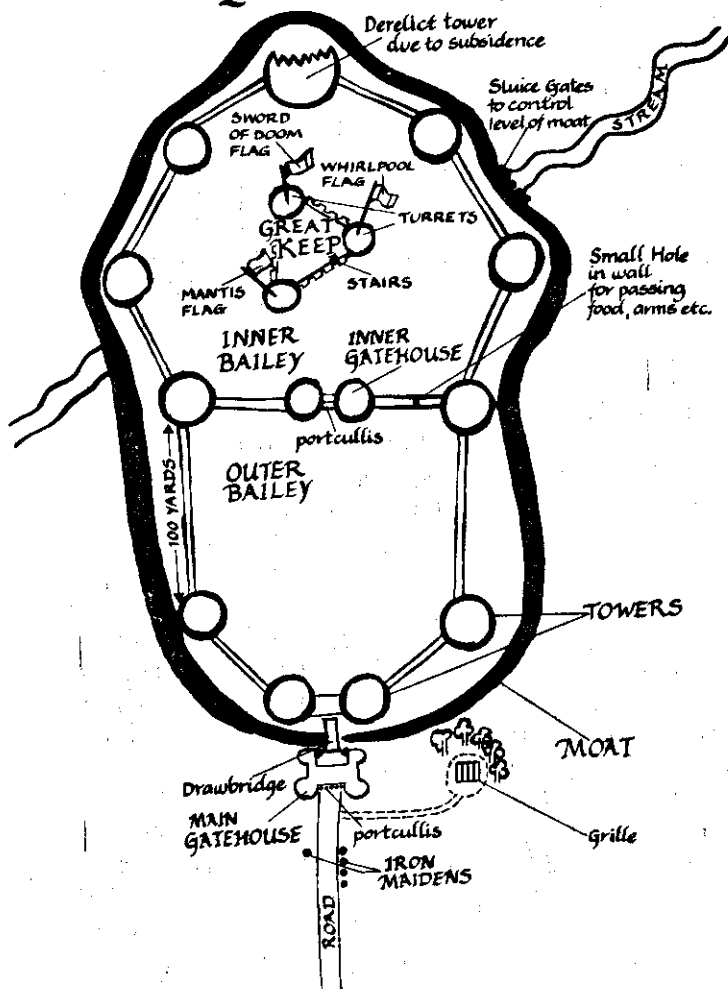 Derelict tower
due to subsidence
Sluice Gates
to control
level of moat
STREAM
SWORD
OF DOOM
FLAG
WHIRLPOOL
FLAG
GREAT
KEEP
TURRETS
STAIRS
MANTIS
FLAG
Small Hole
in wall
for passing
food, arms etc.
INNER
BAILEY
INNER
GATEHOUSE
portcullis
OUTER
BAILEY
100 YARDS
TOWERS
MOAT
Drawbridge
MAIN
GATEHOUSE
portcullis
Grille
IRON
MAIDENS
ROAD